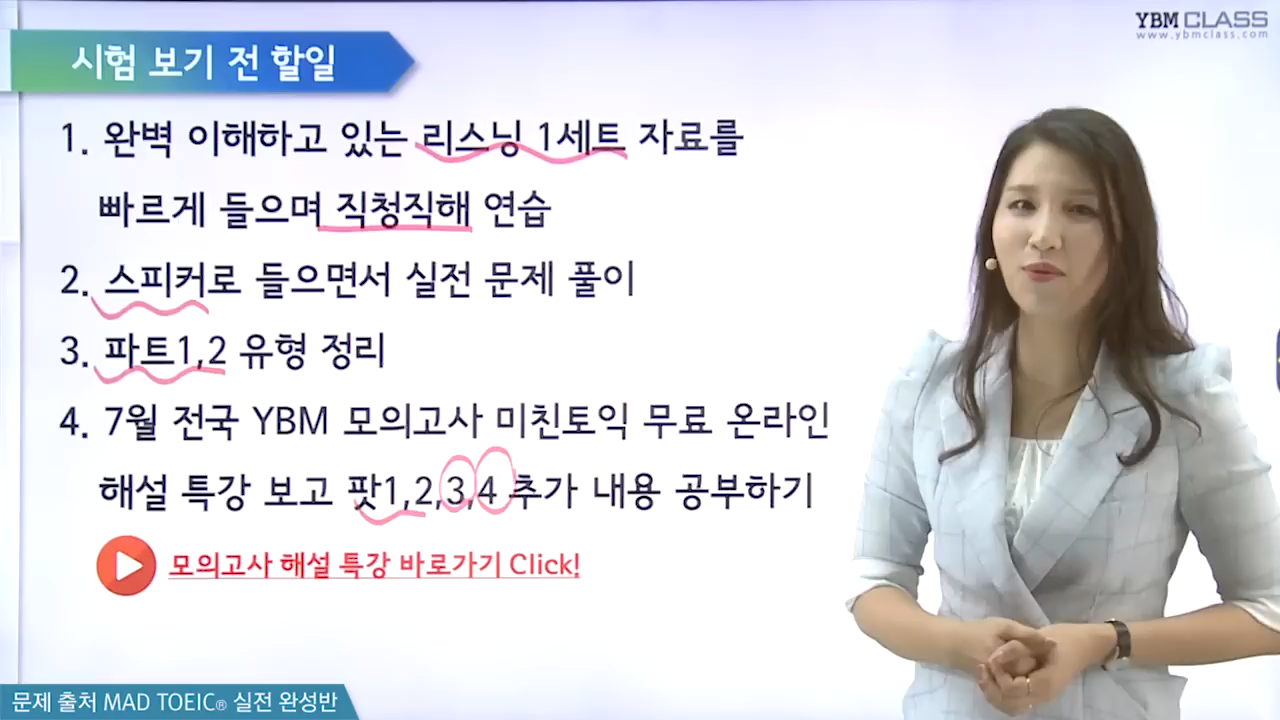 YBM CLASS
www.ybmclass.com
시험 보기 전 할일
1. 완벽 이해하고 있는 리스닝 1세트 자료를
빠르게 들으며 직청직해 연습
2. 스피커로 들으면서 실전 문제 풀이
3. 파트1,2 유형 정리
4. 7월 전국 YBM 모의고사 미친토익 무료 온라인
해설 특강 보고 팟1,2,3,4 추가 내용 공부하기
모의고사 해설 특강 바로가기 Click!
문제 출처 MAD TOEIC® 실전 완성반